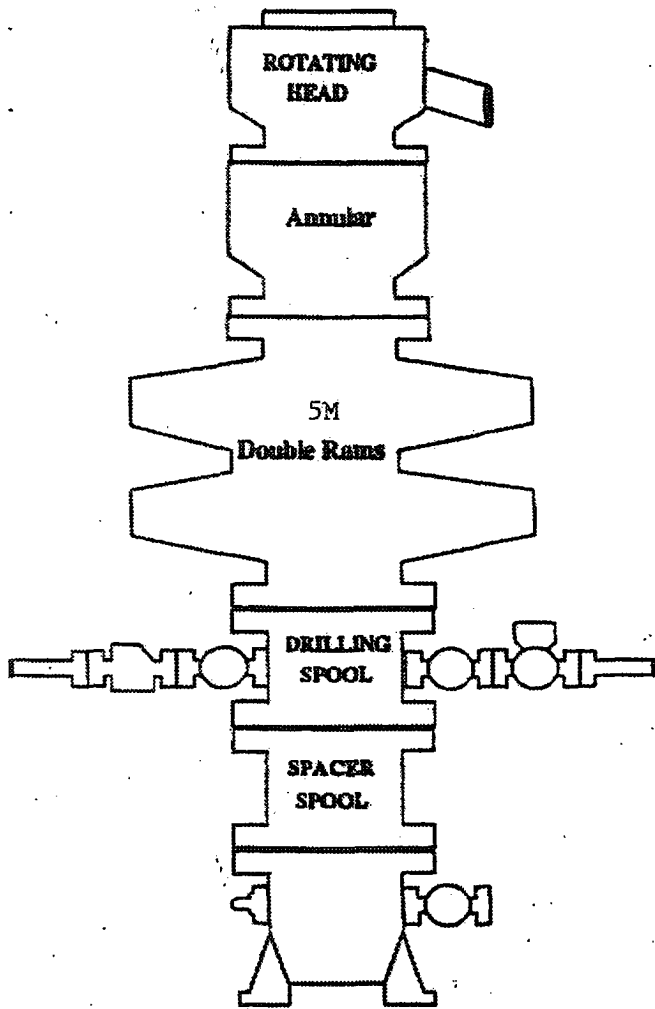 ROTATING
HEAD
Annular
5M
Double Rams
DRILLING
SPOOL
SPACER
SPOOL